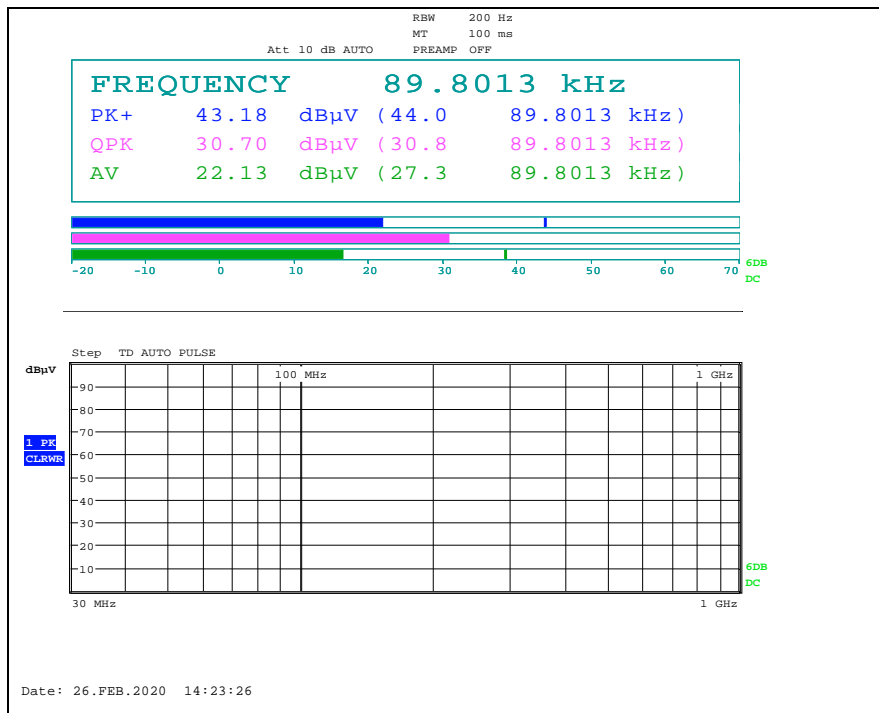 RBW 200 Hz
MT 100 ms
Att 10 dB AUTO PREAMP OFF
FREQUENCY 89.8013 kHz
PK+ 43.18 dBµV (44.0 89.8013 kHz)
QPK 30.70 dBµV (30.8 89.8013 kHz)
AV 22.13 dBµV (27.3 89.8013 kHz)
-20 -10 0 10 20 30 40 50 60 70
6DB
DC
Step TD AUTO PULSE
dBµV
100 MHz 1 GHz
90
80
70
1 PK
CLRWR
60
50
40
30
20
10
6DB
DC
30 MHz 1 GHz
Date: 26.FEB.2020 14:23:26